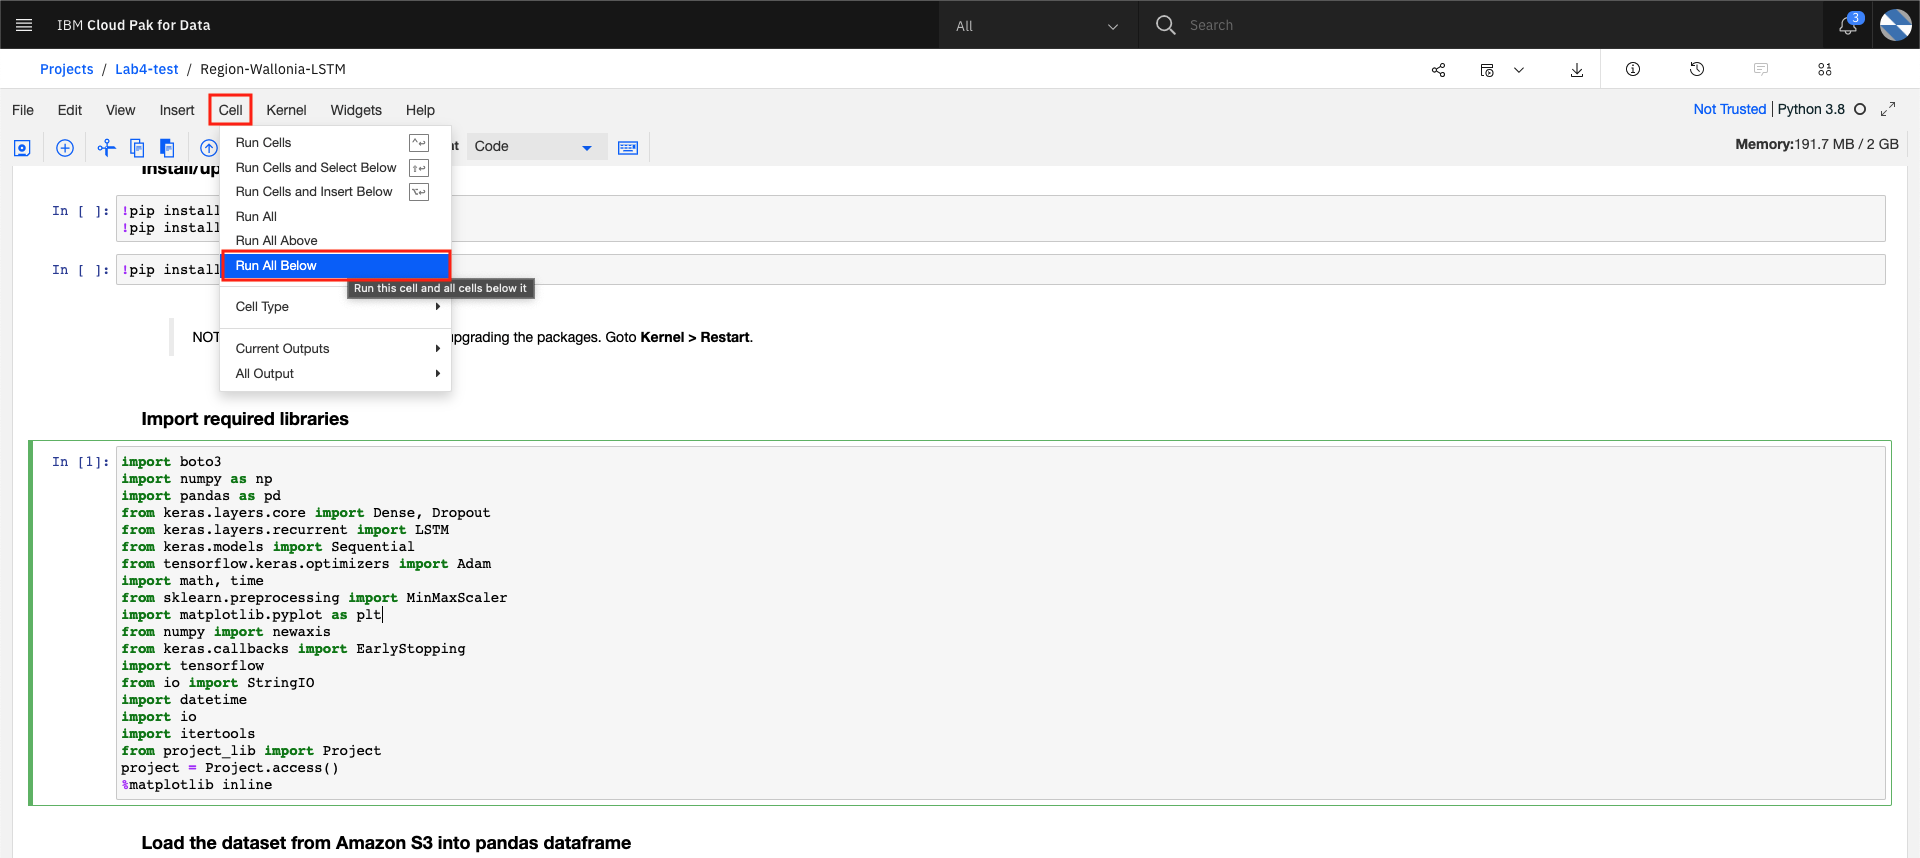 IBM Cloud Pak for Data
All
Search
3
Projects / Lab4-test / Region-Wallonia-LSTM
File Edit View Insert Cell Kernel Widgets Help
Not Trusted | Python 3.8
Code
Memory:191.7 MB / 2 GB
Run Cells
Run Cells and Select Below
Run Cells and Insert Below
Run All
Run All Above
Run All Below
Run this cell and all cells below it
Cell Type
Current Outputs
All Output
In [ ]: !pip install
!pip install
In [ ]: !pip install
the packages. Goto Kernel > Restart.
Import required libraries
In [1]: import boto3
import numpy as np
import pandas as pd
from keras.layers.core import Dense, Dropout
from keras.layers.recurrent import LSTM
from keras.models import Sequential
from tensorflow.keras.optimizers import Adam
import math, time
from sklearn.preprocessing import MinMaxScaler
import matplotlib.pyplot as plt
from numpy import newaxis
from keras.callbacks import EarlyStopping
import tensorflow
from io import StringIO
import datetime
import io
import itertools
from project_lib import Project
project = Project.access()
%matplotlib inline
Load the dataset from Amazon S3 into pandas dataframe